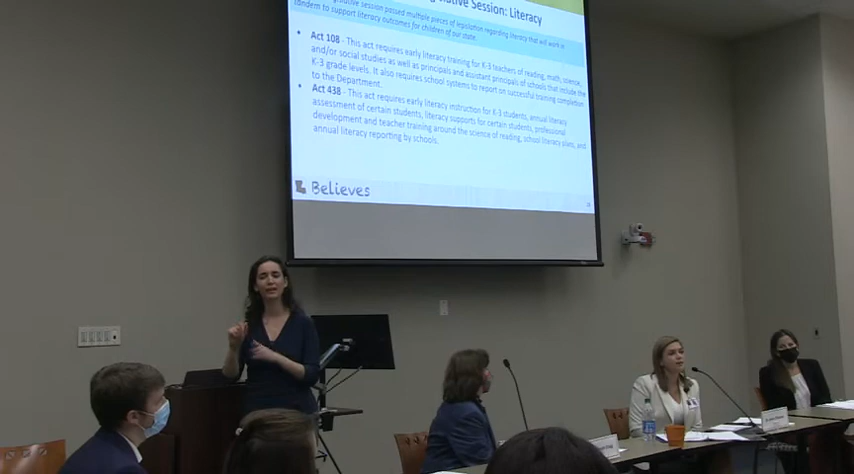 ative Session: Literacy
gislative session passed multiple pieces of legislation regarding literacy that will work in
tandem to support literacy outcomes for children of our state.
• Act 108 - This act requires early literacy training for K-3 teachers of reading, math, science,
and/or social studies as well as principals and assistant principals of schools that include the
K-3 grade levels. It also requires school systems to report on successful training completion
to the Department.
• Act 438 - This act requires early literacy instruction for K-3 students, annual literacy
assessment of certain students, literacy supports for certain students, professional
development and teacher training around the science of reading, school literacy plans, and
annual literacy reporting by schools.
Believes